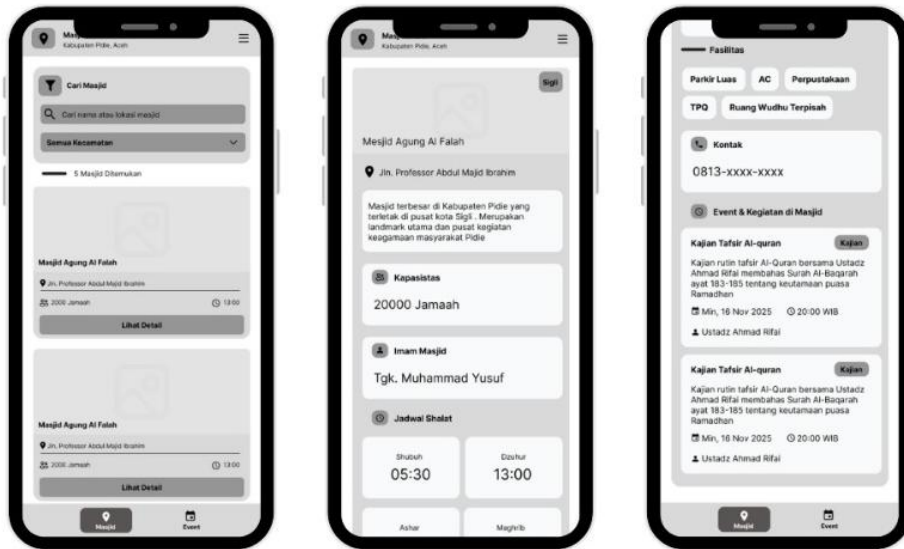 Kabupaten Pidie, Aceh
Cari Masjid
Cari nama atau lokasi masjid
Semua Kecamatan
5 Masjid Ditemukan
Masjid Agung Al Falah
Jln. Professor Abdul Majid Ibrahim
2000 Jamaah
13:00
Lihat Detail
Masjid Agung Al Falah
Jln. Professor Abdul Majid Ibrahim
2000 Jamaah
13:00
Lihat Detail
Masjid
Event
Kabupaten Pidie, Aceh
Sigli
Mesjid Agung Al Falah
Jln. Professor Abdul Majid Ibrahim
Masjid terbesar di Kabupaten Pidie yang
terletak di pusat kota Sigli . Merupakan
landmark utama dan pusat kegiatan
keagamaan masyarakat Pidie
Kapasistas
20000 Jamaah
Imam Masjid
Tgk. Muhammad Yusuf
Jadwal Shalat
Shubuh
05:30
Dzuhur
13:00
Ashar
Maghrib
Fasilitas
Parkir Luas
AC
Perpustakaan
TPQ
Ruang Wudhu Terpisah
Kontak
0813-xxxx-xxxx
Event & Kegiatan di Masjid
Kajian Tafsir Al-quran
Kajian
Kajian rutin tafsir Al-Quran bersama Ustadz
Ahmad Rifai membahas Surah Al-Baqarah
ayat 183-185 tentang keutamaan puasa
Ramadhan
Min, 16 Nov 2025
20:00 WIB
Ustadz Ahmad Rifai
Kajian Tafsir Al-quran
Kajian
Kajian rutin tafsir Al-Quran bersama Ustadz
Ahmad Rifai membahas Surah Al-Baqarah
ayat 183-185 tentang keutamaan puasa
Ramadhan
Min, 16 Nov 2025
20:00 WIB
Ustadz Ahmad Rifai
Masjid
Event